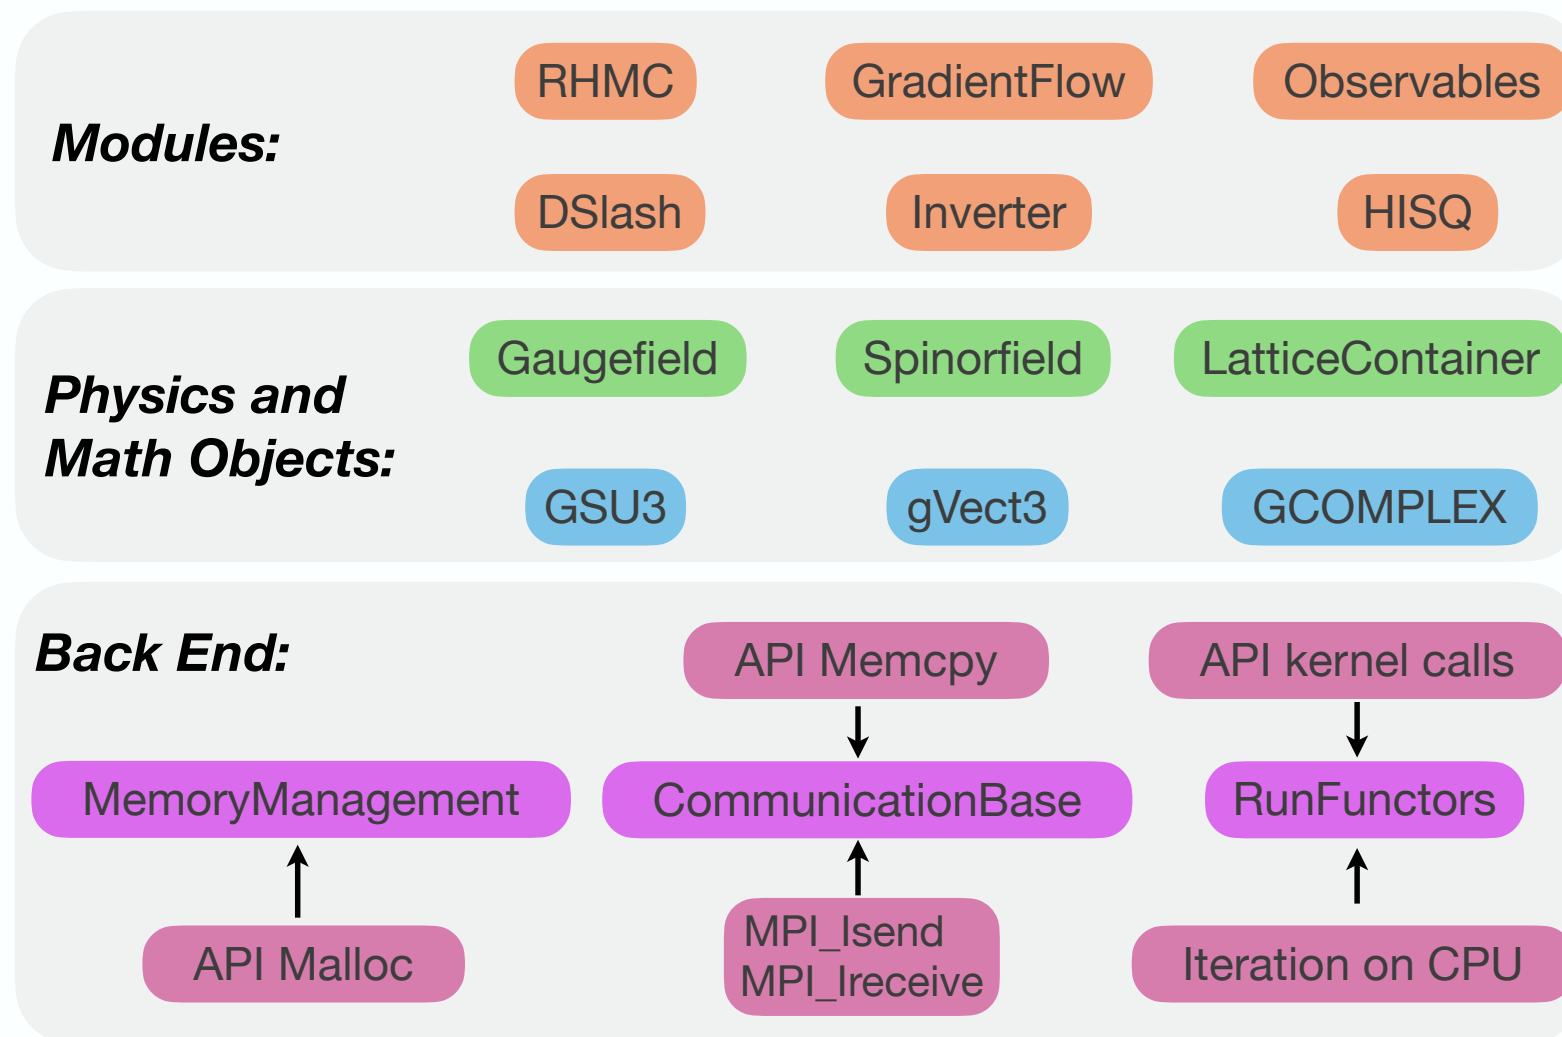 Modules:
RHMC
GradientFlow
Observables
DSlash
Inverter
HISQ
Physics and
Math Objects:
Gaugefield
Spinorfield
LatticeContainer
GSU3
gVect3
GCOMPLEX
Back End:
API Memcpy
API kernel calls
MemoryManagement
CommunicationBase
RunFunctors
API Malloc
MPI_Isend
MPI_Ireceive
Iteration on CPU